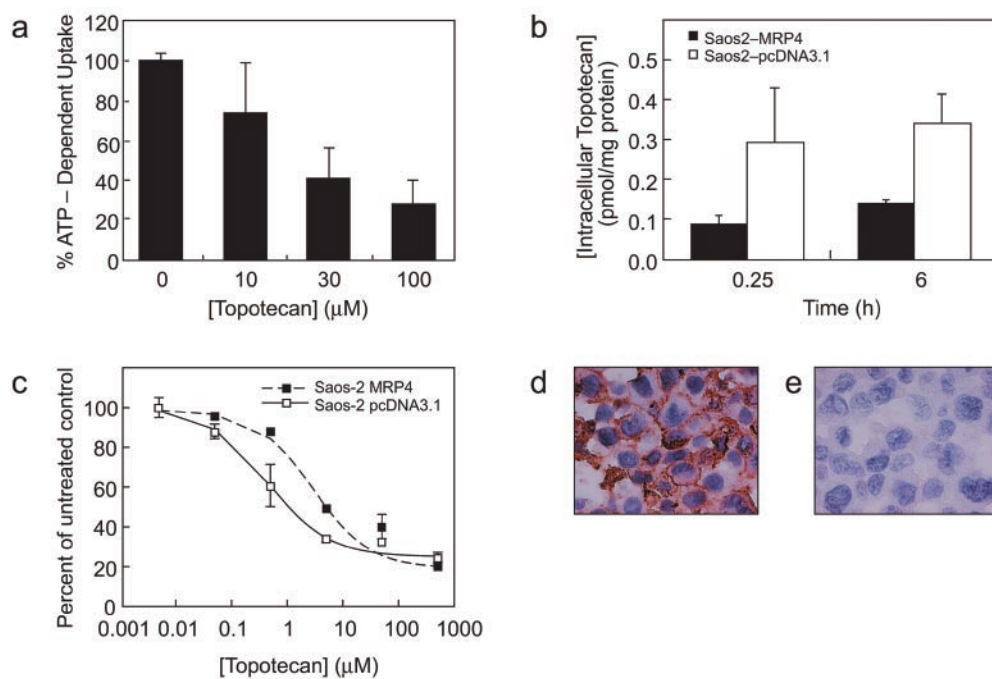 a
% ATP – Dependent Uptake
120
100
80
60
40
20
0
0 10 30 100
[Topotecan] (μM)
b
[Intracellular Topotecan]
(pmol/mg protein)
0.5
0.4
0.3
0.2
0.1
0.0
Saos2–MRP4
Saos2–pcDNA3.1
0.25 6
Time (h)
c
Percent of untreated control
100
80
60
40
20
0
Saos-2 MRP4
Saos-2 pcDNA3.1
0.001 0.01 0.1 1 10 100 1000
[Topotecan] (μM)
d
e